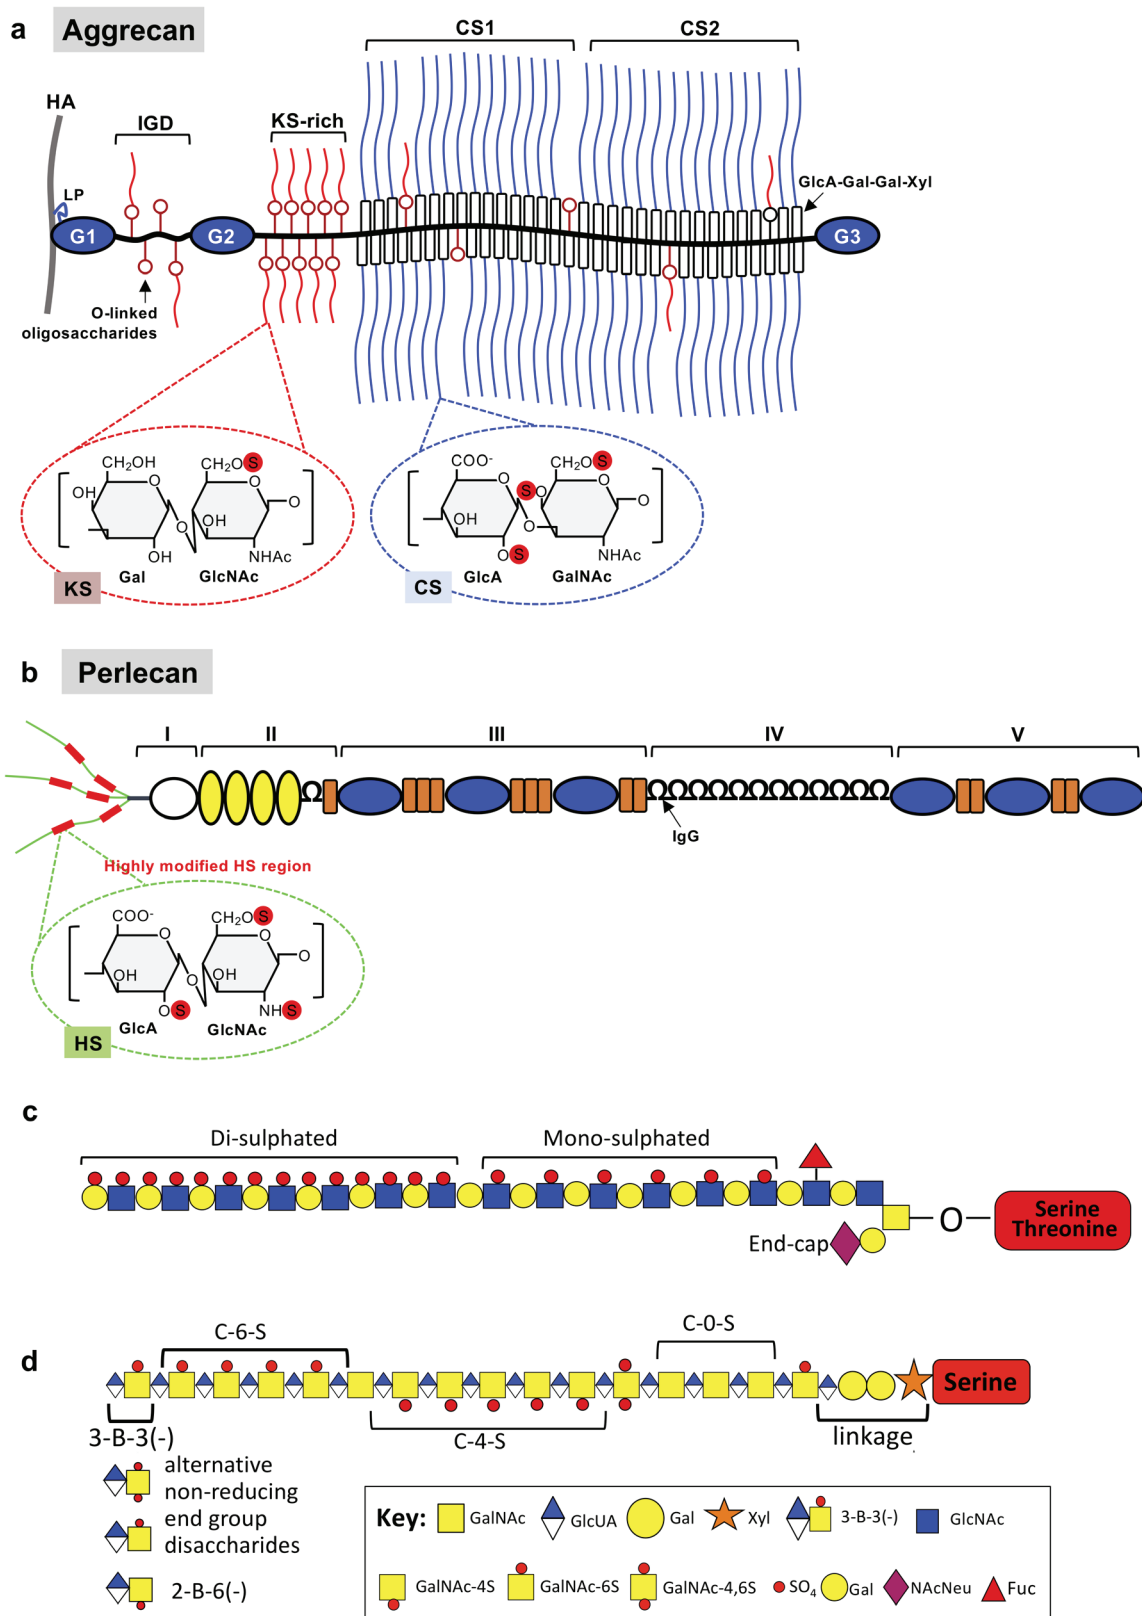 a
Aggrecan
CS1
CS2
HA
IGD
KS-rich
LP
GlcA-Gal-Gal-Xyl
G1
G2
G3
O-linked
oligosaccharides
CH₂OH
CH₂O S
OH
O
O
O
OH
O
OH
NHAc
Gal
GlcNAc
KS
COO⁻
CH₂O S
O
S
O
O
O
OH
O
O S
NHAc
GlcA
GalNAc
CS
b
Perlecan
I
II
III
IV
V
IgG
Highly modified HS region
COO⁻
CH₂O S
O
O
O
OH
OH
O
O S
NH S
GlcA
GlcNAc
HS
c
Di-sulphated
Mono-sulphated
O
Serine
Threonine
End-cap
d
C-6-S
C-0-S
Serine
3-B-3(-)
C-4-S
linkage
alternative
non-reducing
end group
disaccharides
2-B-6(-)
Key:
GalNAc
GlcUA
Gal
Xyl
3-B-3(-)
GlcNAc
GalNAc-4S
GalNAc-6S
GalNAc-4,6S
SO₄
Gal
NAcNeu
Fuc